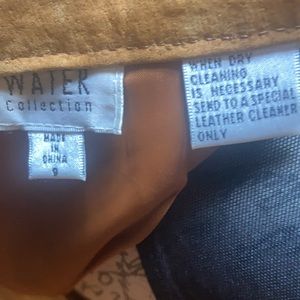 WATER
Collection
MADE
IN
CHINA
9
WHEN DRY
CLEANING
IS NECESSARY
SEND TO A SPECIAL
LEATHER CLEANER
ONLY